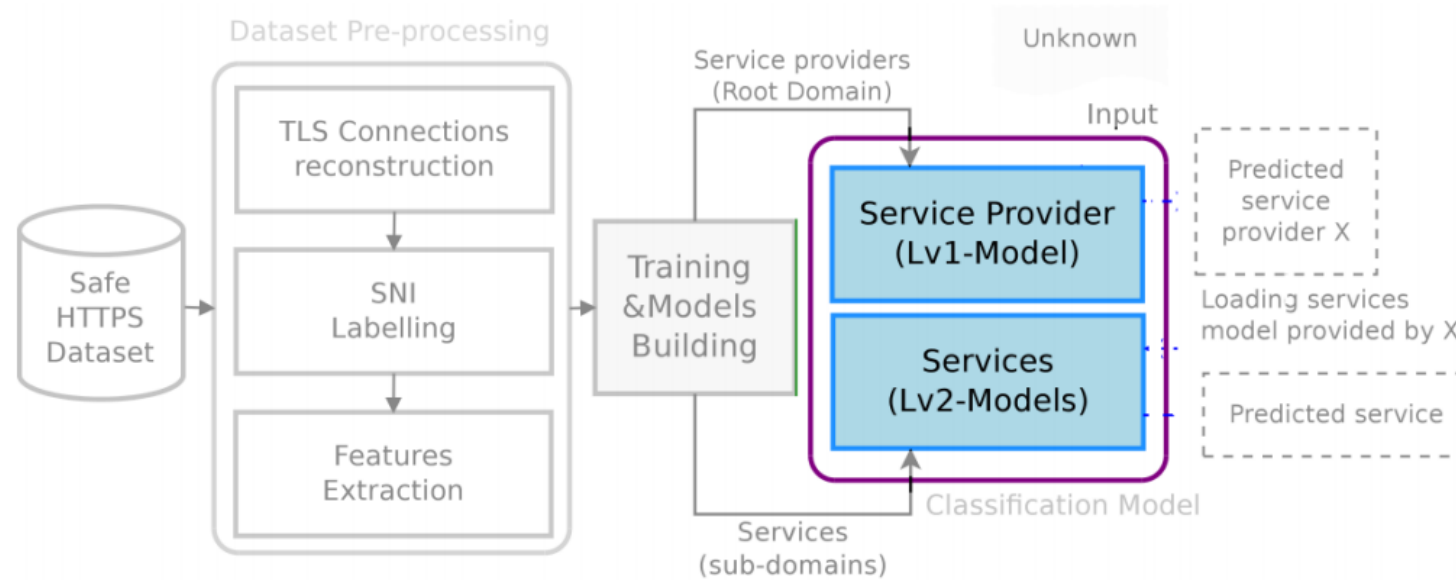 Dataset Pre-processing
TLS Connections
reconstruction
SNI
Labelling
Features
Extraction
Safe
HTTPS
Dataset
Training
&Models
Building
Service providers
(Root Domain)
Services
(sub-domains)
Unknown
Input
Service Provider
(Lv1-Model)
Services
(Lv2-Models)
Classification Model
Predicted
service
provider X
Loading services
model provided by X
Predicted service